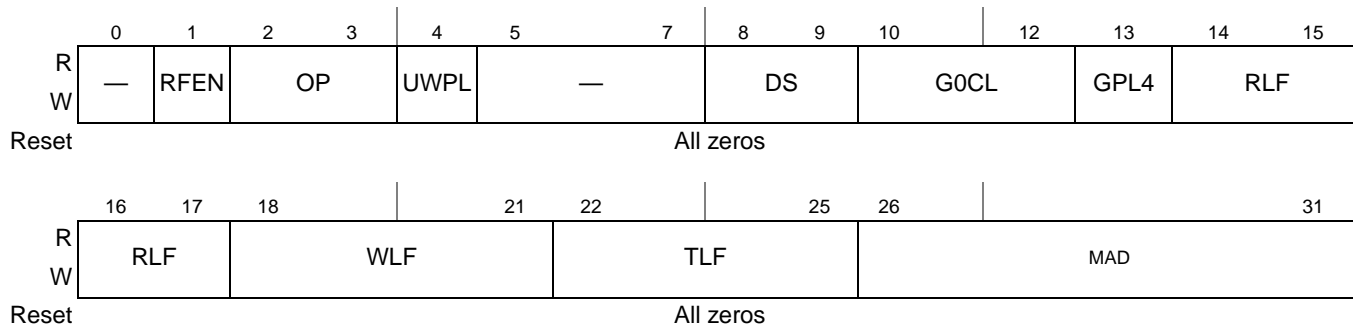 0 1 2 3 4 5 7 8 9 10 12 13 14 15
R — RFEN OP UWPL — DS G0CL GPL4 RLF
W
Reset All zeros
16 17 18 21 22 25 26 31
R RLF WLF TLF MAD
W
Reset All zeros